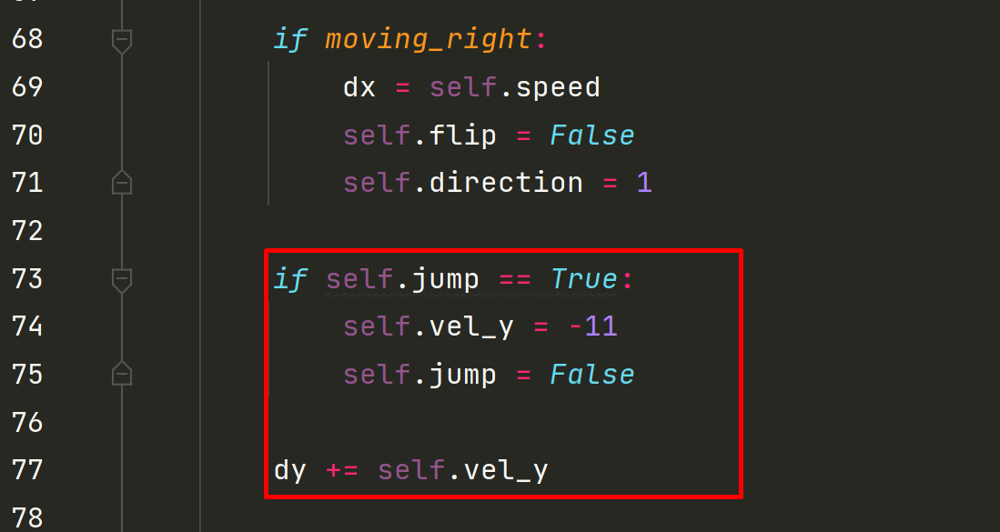 68 if moving_right:
69 dx = self.speed
70 self.flip = False
71 self.direction = 1
72
73 if self.jump == True:
74 self.vel_y = -11
75 self.jump = False
76
77 dy += self.vel_y
78